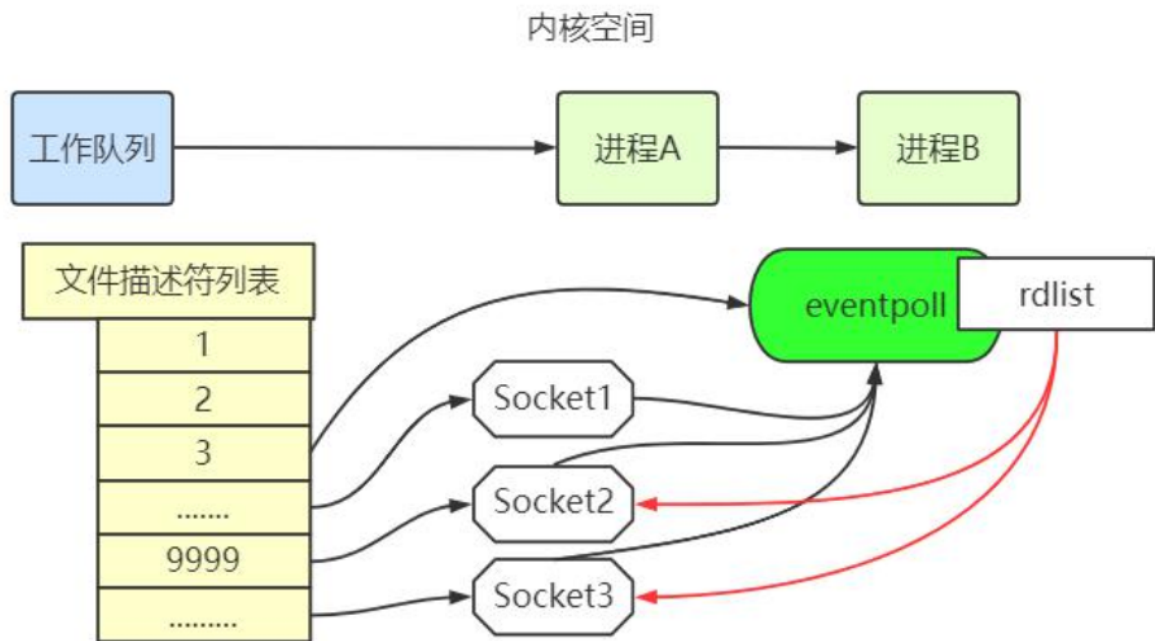 内核空间
工作队列
进程A
进程B
文件描述符列表
1
2
3
.......
9999
.........
Socket1
Socket2
Socket3
eventpoll
rdlist